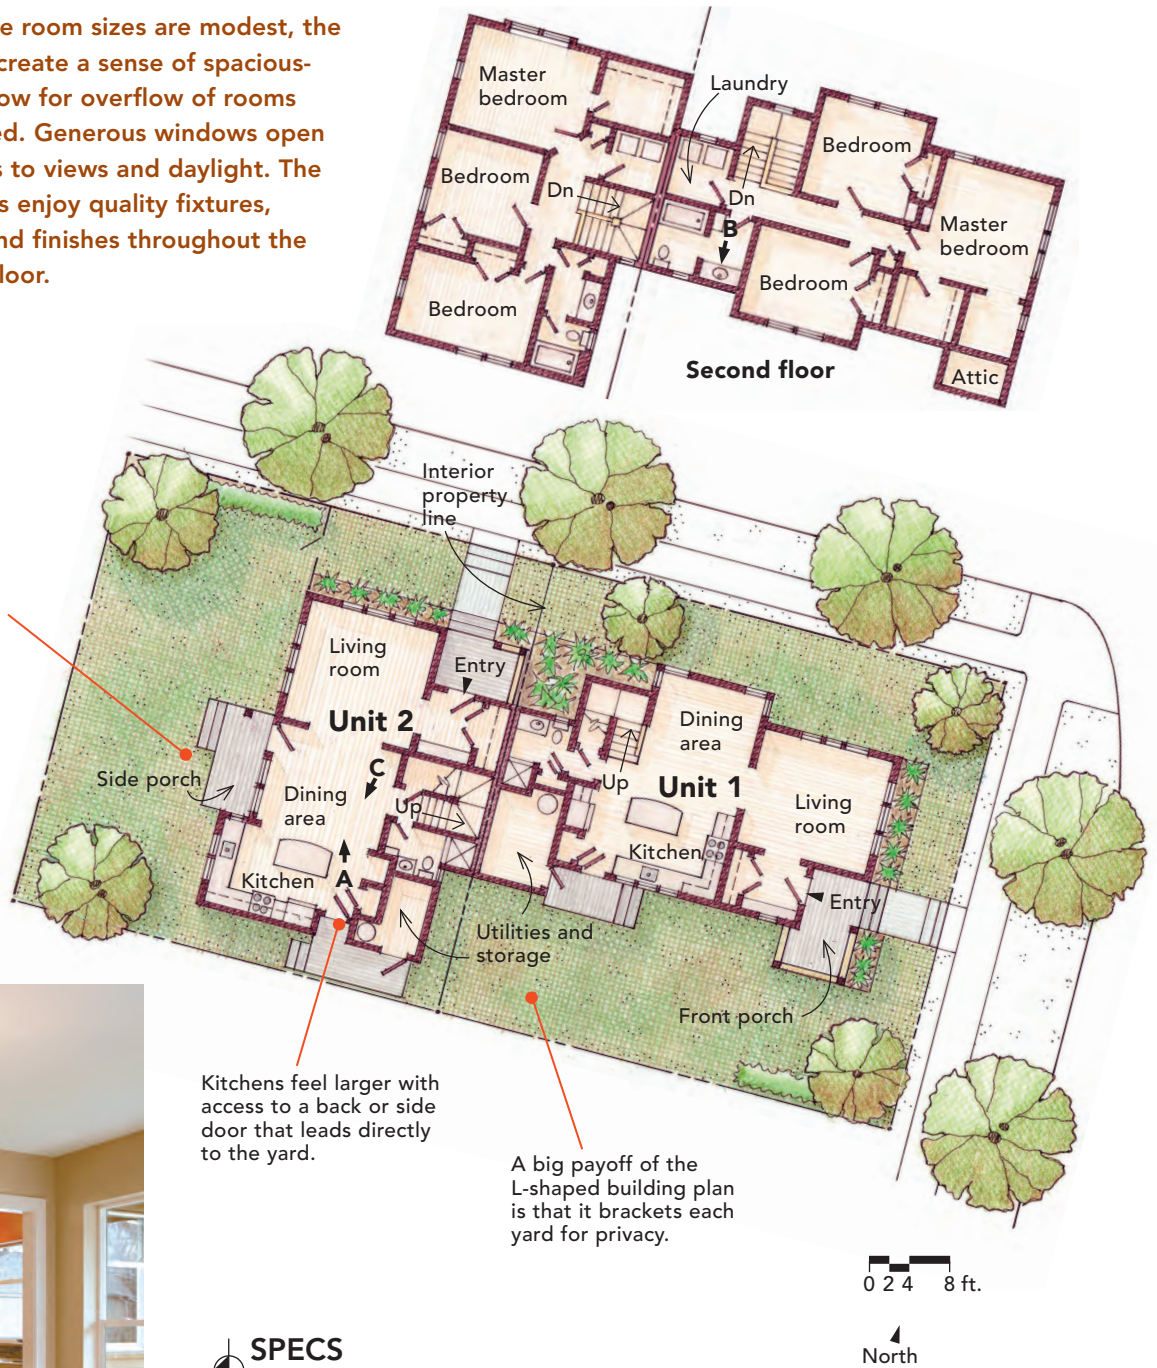 e room sizes are modest, the
create a sense of spacious-
ow for overflow of rooms
ed. Generous windows open
s to views and daylight. The
s enjoy quality fixtures,
nd finishes throughout the
loor.
Master
bedroom
Laundry
Bedroom
Bedroom
Dn
Dn
B
Master
bedroom
Bedroom
Bedroom
Second floor
Attic
Interior
property
line
Living
room
Entry
Unit 2
Dining
area
C
Side porch
Up
Up
Unit 1
Dining
area
Living
room
Kitchen
A
Kitchen
Entry
Utilities and
storage
Front porch
Kitchens feel larger with
access to a back or side
door that leads directly
to the yard.
A big payoff of the
L-shaped building plan
is that it brackets each
yard for privacy.
0 2 4 8 ft.
North
SPECS